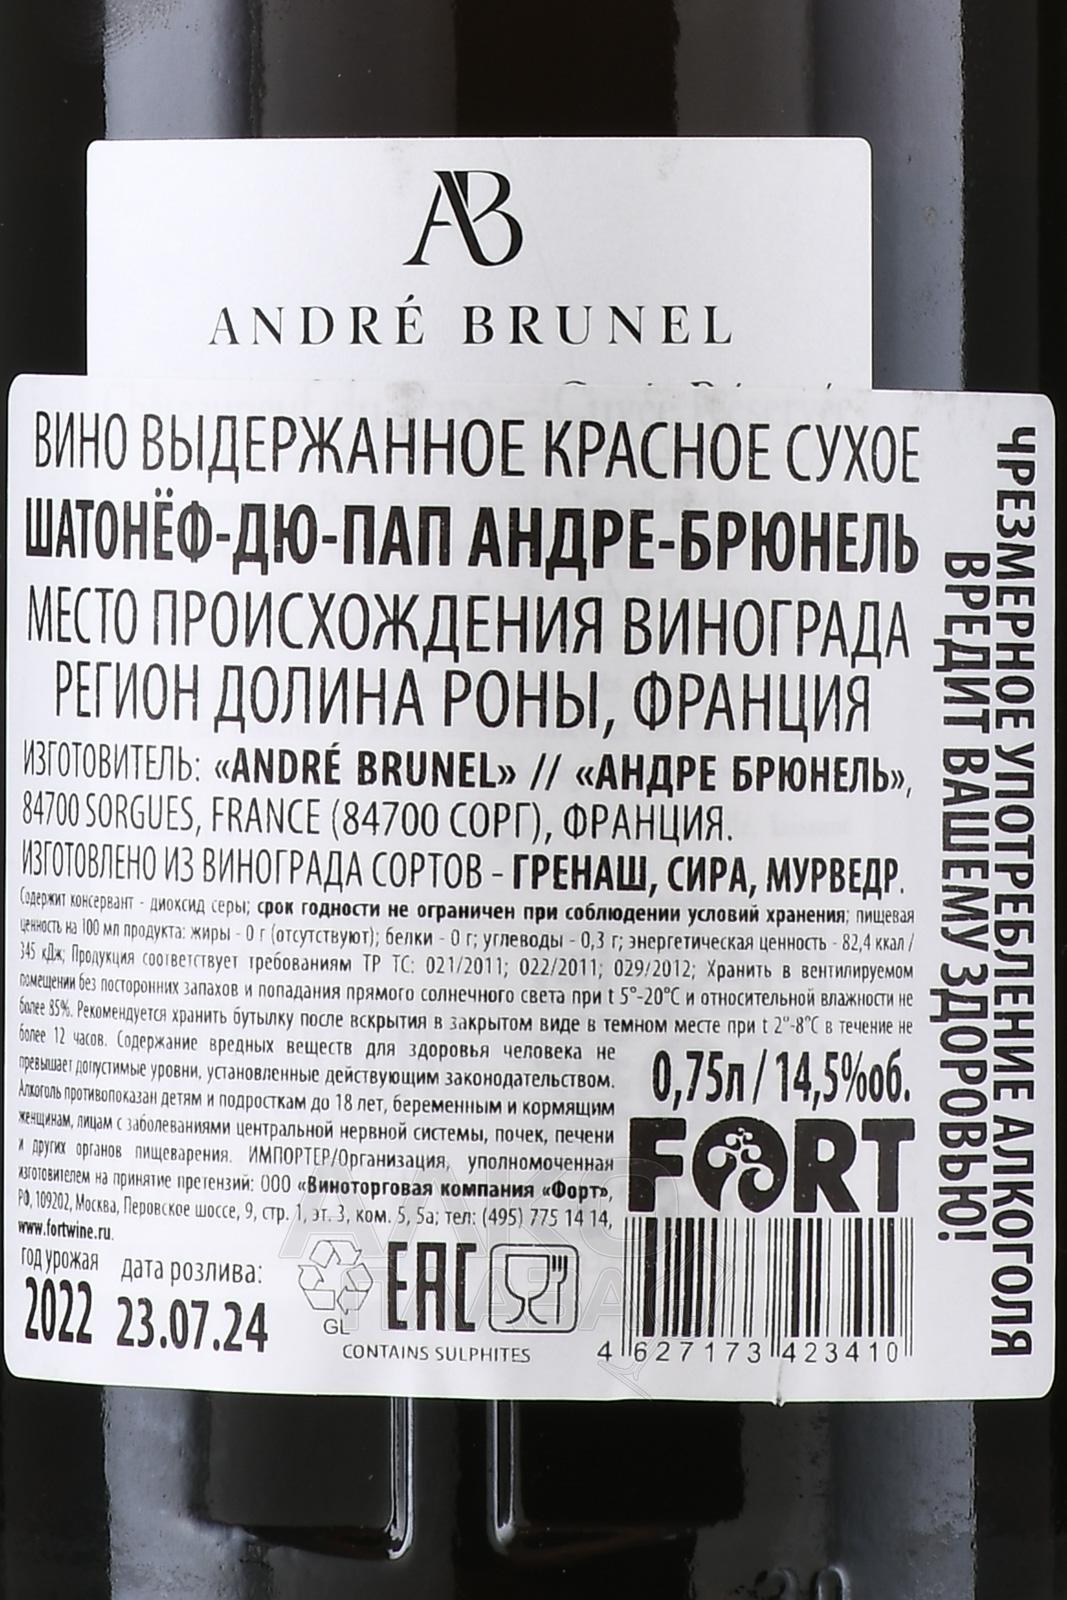 AB
ANDRÉ BRUNEL
ВИНО ВЫДЕРЖАННОЕ КРАСНОЕ СУХОЕ
ШАТОНЁФ-ДЮ-ПАП АНДРЕ-БРЮНЕЛЬ
МЕСТО ПРОИСХОЖДЕНИЯ ВИНОГРАДА
РЕГИОН ДОЛИНА РОНЫ, ФРАНЦИЯ
ИЗГОТОВИТЕЛЬ: «ANDRÉ BRUNEL» // «АНДРЕ БРЮНЕЛЬ»,
84700 SORGUES, FRANCE (84700 СОРГ), ФРАНЦИЯ.
ИЗГОТОВЛЕНО ИЗ ВИНОГРАДА СОРТОВ - ГРЕНАШ, СИРА, МУРВЕДР.
Содержит консервант - диоксид серы; срок годности не ограничен при соблюдении условий хранения; пищевая
ценность на 100 мл продукта: жиры - 0 г (отсутствуют); белки - 0 г; углеводы - 0,3 г; энергетическая ценность - 82,4 ккал /
345 кДж; Продукция соответствует требованиям ТР ТС: 021/2011; 022/2011; 029/2012; Хранить в вентилируемом
помещении без посторонних запахов и попадания прямого солнечного света при t 5°-20°С и относительной влажности не
более 85%. Рекомендуется хранить бутылку после вскрытия в закрытом виде в темном месте при t 2°-8°С в течение не
более 12 часов. Содержание вредных веществ для здоровья человека не
превышает допустимые уровни, установленные действующим законодательством.
Алкоголь противопоказан детям и подросткам до 18 лет, беременным и кормящим
женщинам, лицам с заболеваниями центральной нервной системы, почек, печени
и других органов пищеварения. ИМПОРТЕР/Организация, уполномоченная
изготовителем на принятие претензий: ООО «Виноторговая компания «Форт»,
РФ, 109202, Москва, Перовское шоссе, 9, стр. 1, эт. 3, ком. 5, 5а; тел: (495) 775 14 14,
www.fortwine.ru.
0,75л / 14,5%об.
FORT
год урожая
2022
дата розлива:
23.07.24
GL
EAC
CONTAINS SULPHITES
4 627173 423410
ЧРЕЗМЕРНОЕ УПОТРЕБЛЕНИЕ АЛКОГОЛЯ
ВРЕДИТ ВАШЕМУ ЗДОРОВЬЮ!